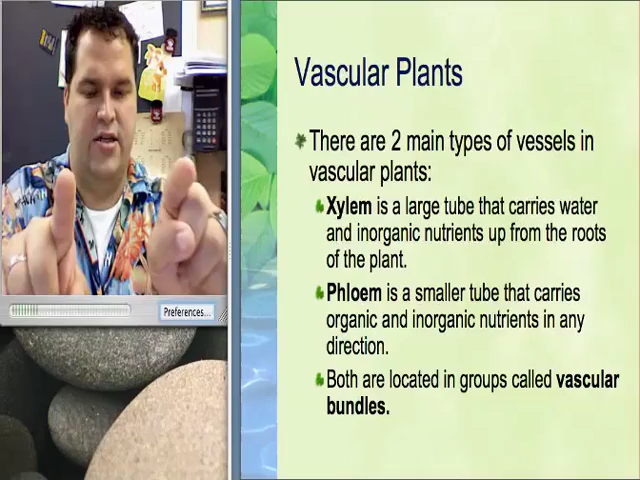 Vascular Plants
There are 2 main types of vessels in
vascular plants:
Xylem is a large tube that carries water
and inorganic nutrients up from the roots
of the plant.
Phloem is a smaller tube that carries
organic and inorganic nutrients in any
direction.
Both are located in groups called vascular
bundles.
Preferences...